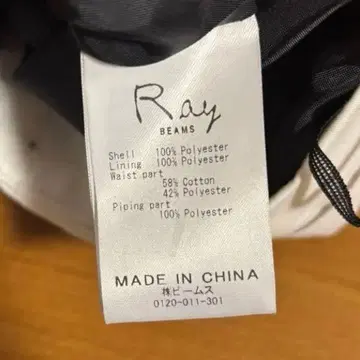 Ray
BEAMS
Shell 100% Polyester
Lining 100% Polyester
Waist part
58% Cotton
42% Polyester
Piping part
100% Polyester
MADE IN CHINA
㈱ビームス
0120-011-301